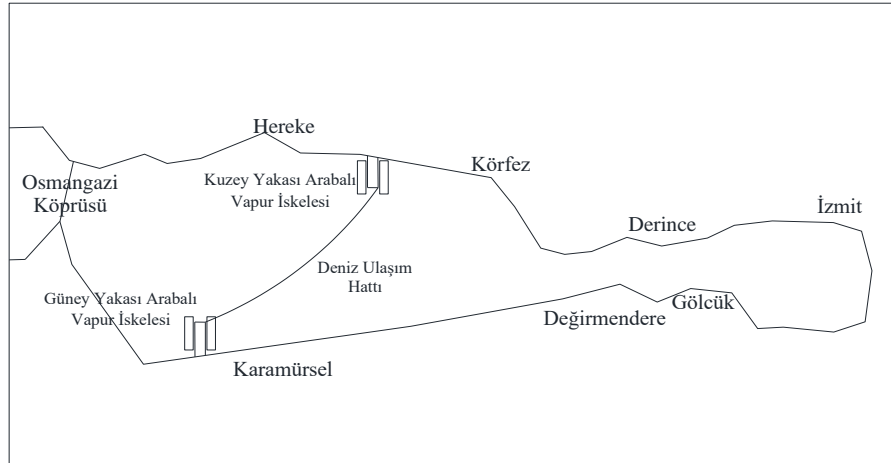 Hereke
Körfez
Kuzey Yakası Arabalı
Vapur İskelesi
Osmangazi
Köprüsü
İzmit
Derince
Deniz Ulaşım
Hattı
Güney Yakası Arabalı
Vapur İskelesi
Gölcük
Değirmendere
Karamürsel